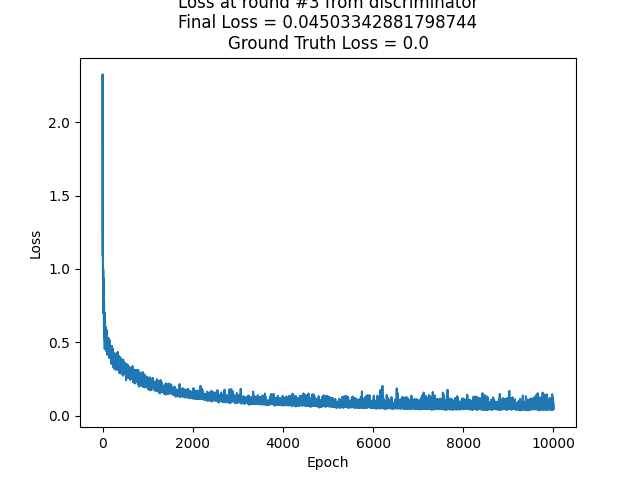 Loss at round #3 from discriminator
Final Loss = 0.04503342881798744
Ground Truth Loss = 0.0
2.0
1.5
1.0
0.5
0.0
Loss
0
2000
4000
6000
8000
10000
Epoch